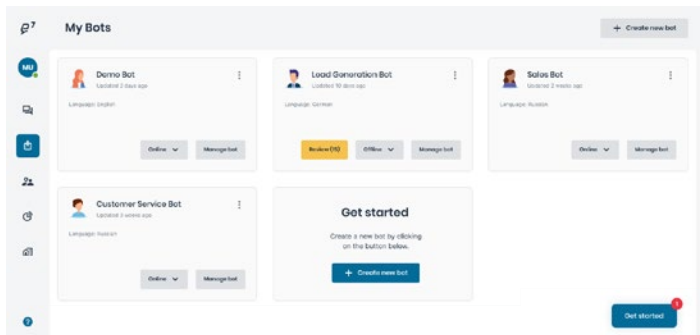 My Bots
+ Create new bot
MU
Demo Bot
Updated 2 days ago
Language: English
Online
Manage bot
Lead Generation Bot
Updated 10 days ago
Language: German
Review (15)
Offline
Manage bot
Sales Bot
Updated 2 weeks ago
Language: Russian
Online
Manage bot
Customer Service Bot
Updated 3 weeks ago
Language: Russian
Online
Manage bot
Get started
Create a new bot by clicking
on the button below.
+ Create new bot
1
Get started
?